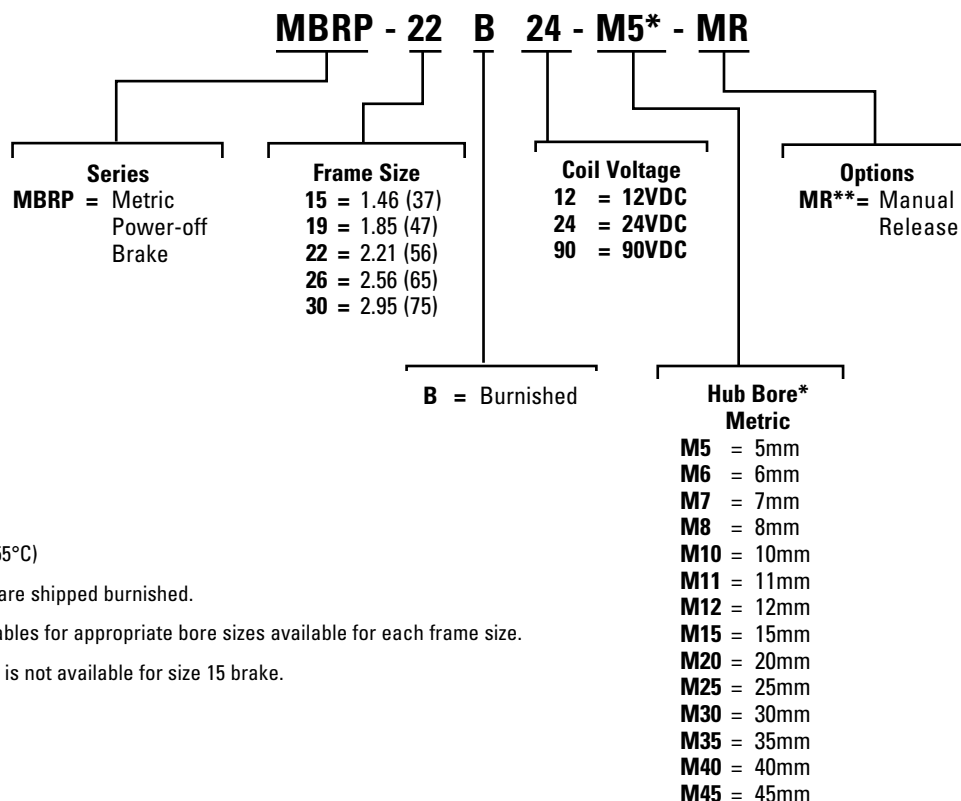 MBRP - 22 B 24 - M5* - MR
Series
MBRP = Metric
Power-off
Brake
Frame Size
15 = 1.46 (37)
19 = 1.85 (47)
22 = 2.21 (56)
26 = 2.56 (65)
30 = 2.95 (75)
Coil Voltage
12 = 12VDC
24 = 24VDC
90 = 90VDC
Options
MR**= Manual
Release
B = Burnished
Hub Bore*
Metric
M5 = 5mm
M6 = 6mm
M7 = 7mm
M8 = 8mm
M10 = 10mm
M11 = 11mm
M12 = 12mm
M15 = 15mm
M20 = 20mm
M25 = 25mm
M30 = 30mm
M35 = 35mm
M40 = 40mm
M45 = 45mm
5°C)
are shipped burnished.
ables for appropriate bore sizes available for each frame size.
is not available for size 15 brake.